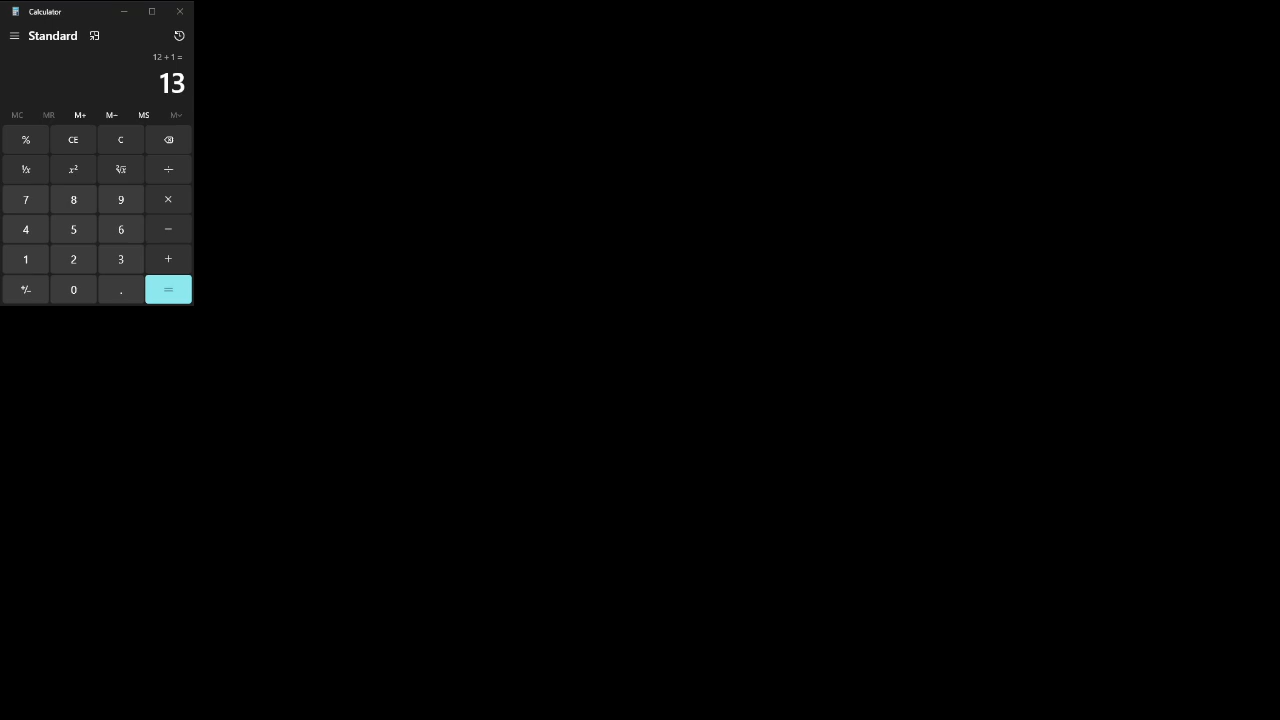 Calculator
Standard
12 + 1 =
13
MC MR M+ M− MS M˅
% CE C
¹/x x² ²√x ÷
7 8 9 ×
4 5 6 −
1 2 3 +
+/− 0 . =